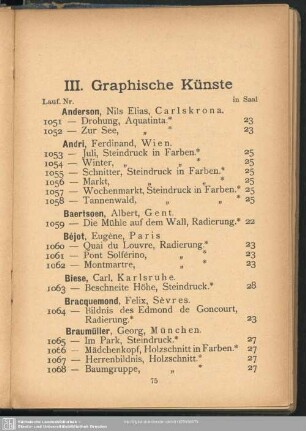 III. Graphische Künste
Lauf. Nr. in Saal
Anderson, Nils Elias, Carlskrona.
1051 — Drohung, Aquatinta.* 23
1052 — Zur See, „ * 23
Andri, Ferdinand, Wien.
1053 — Juli, Steindruck in Farben.* 25
1054 — Winter, „ „ * 25
1055 — Schnitter, Steindruck in Farben.* 25
1056 — Markt, „ „ * 25
1057 — Wochenmarkt, Steindruck in Farben.* 25
1058 — Tannenwald, „ „ * 25
Baertsoen, Albert, Gent.
1059 — Die Mühle auf dem Wall, Radierung.* 22
Béjot, Eugène, Paris
1060 — Quai du Louvre, Radierung.* 23
1061 — Pont Solférino, „ * 23
1062 — Montmartre, „ * 23
Biese, Carl, Karlsruhe.
1063 — Beschneite Höhe, Steindruck.* 28
Bracquemond, Felix, Sèvres.
1064 — Bildnis des Edmond de Goncourt,
Radierung.* 23
Braumüller, Georg, München.
1065 — Im Park, Steindruck.* 27
1066 — Mädchenkopf, Holzschnitt in Farben.* 27
1067 — Herrenbildnis, Holzschnitt.* 27
1068 — Baumgruppe, „ * 27
75